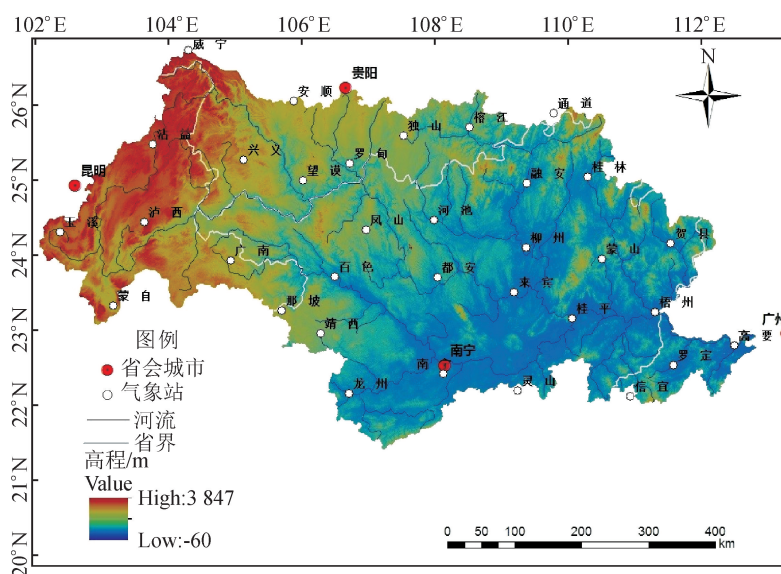 102°E 104°E 106°E 108°E 110°E 112°E
威宁
N
安顺
贵阳
通道
26°N
独山
榕江
沾益
兴义
罗甸
昆明
望谟
融安
桂林
25°N
玉溪
泸西
凤山
河池
贺县
广南
柳州
蒙山
24°N
百色
都安
来宾
蒙自
那坡
桂平
梧州
23°N
靖西
广州
高要
图例
南
南宁
罗定
省会城市
龙州
灵山
信宜
22°N
气象站
河流
省界
高程/m
21°N
Value
High:3 847
Low:-60
20°N
0 50 100 200 300 400
km